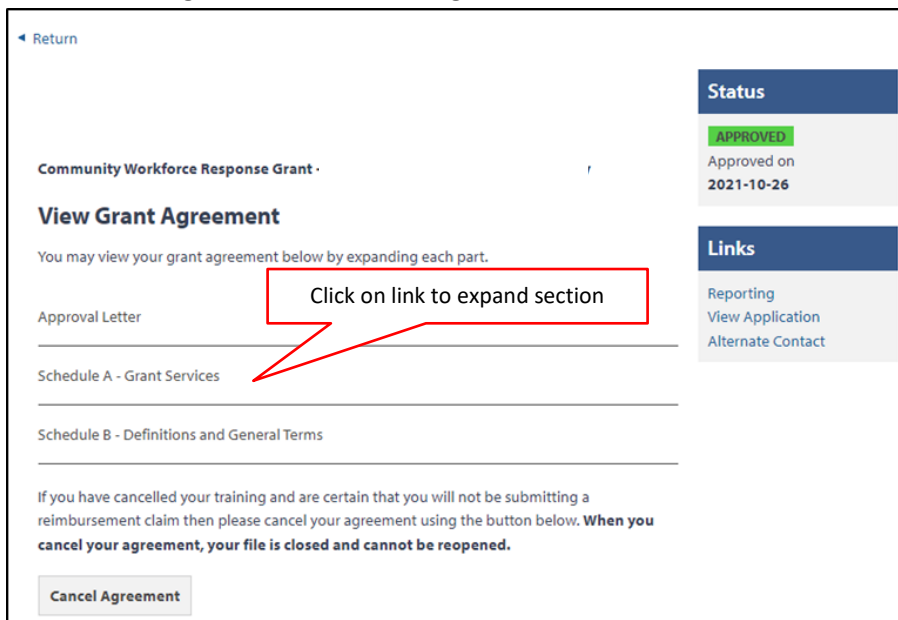 Return
Community Workforce Response Grant -
View Grant Agreement
You may view your grant agreement below by expanding each part.
Click on link to expand section
Approval Letter
Schedule A - Grant Services
Schedule B - Definitions and General Terms
If you have cancelled your training and are certain that you will not be submitting a
reimbursement claim then please cancel your agreement using the button below. When you
cancel your agreement, your file is closed and cannot be reopened.
Cancel Agreement
Status
APPROVED
Approved on
2021-10-26
Links
Reporting
View Application
Alternate Contact